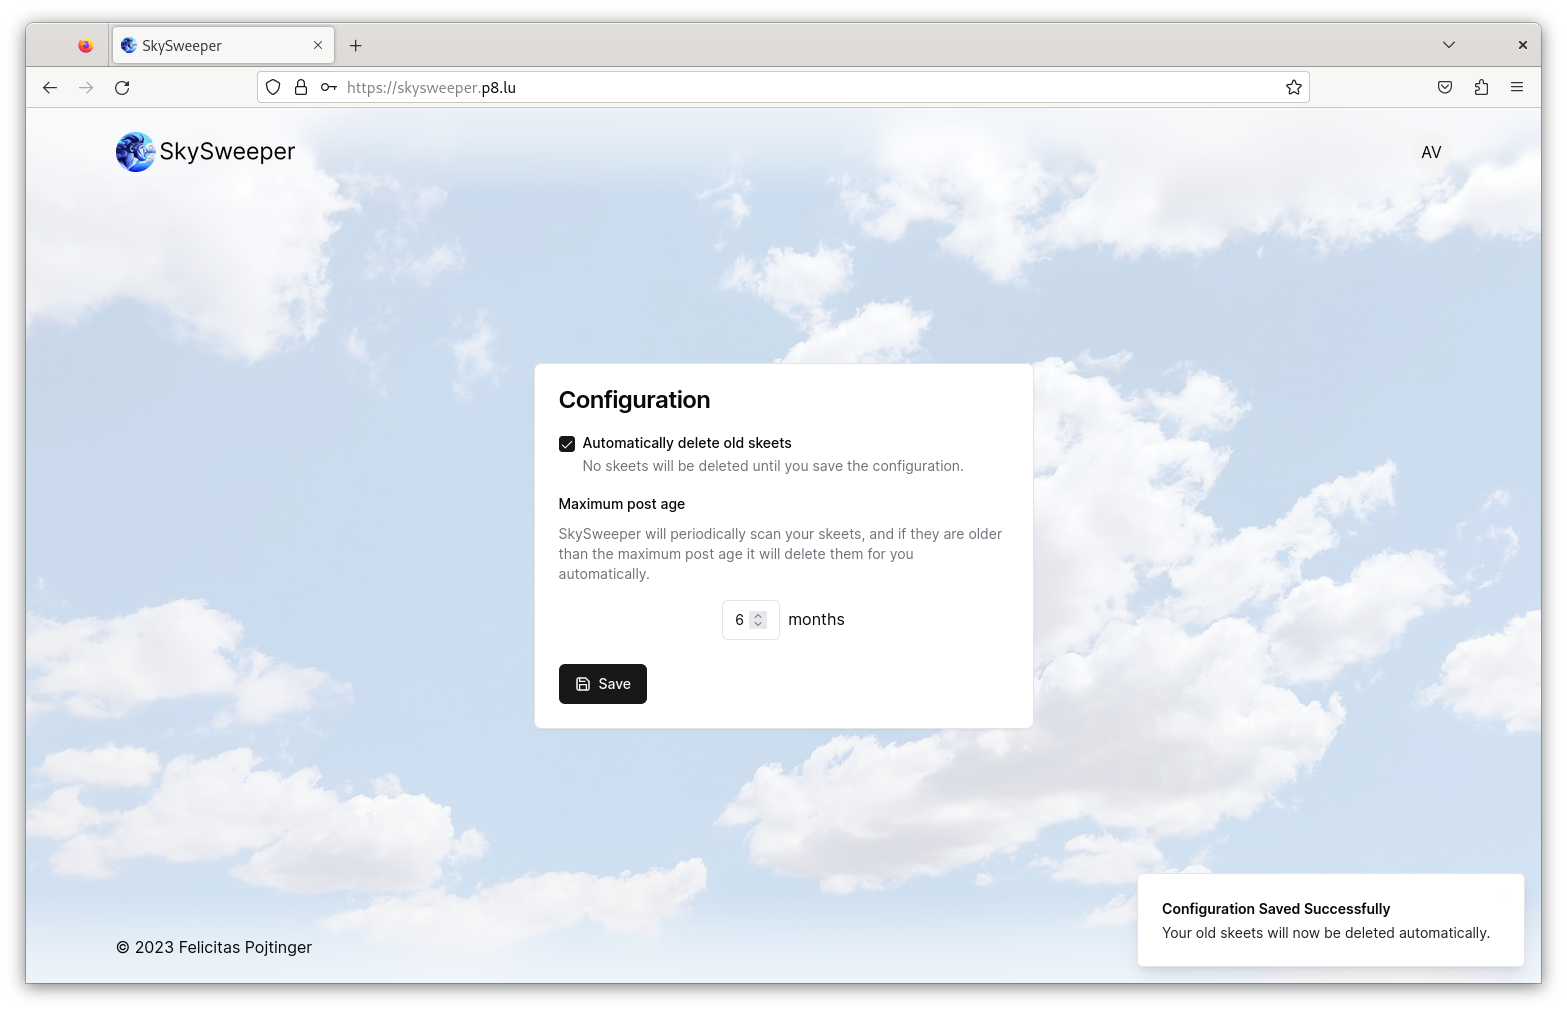 SkySweeper
https://skysweeper.p8.lu
SkySweeper
AV
Configuration
Automatically delete old skeets
No skeets will be deleted until you save the configuration.
Maximum post age
SkySweeper will periodically scan your skeets, and if they are older
than the maximum post age it will delete them for you
automatically.
6 months
Save
Configuration Saved Successfully
Your old skeets will now be deleted automatically.
© 2023 Felicitas Pojtinger